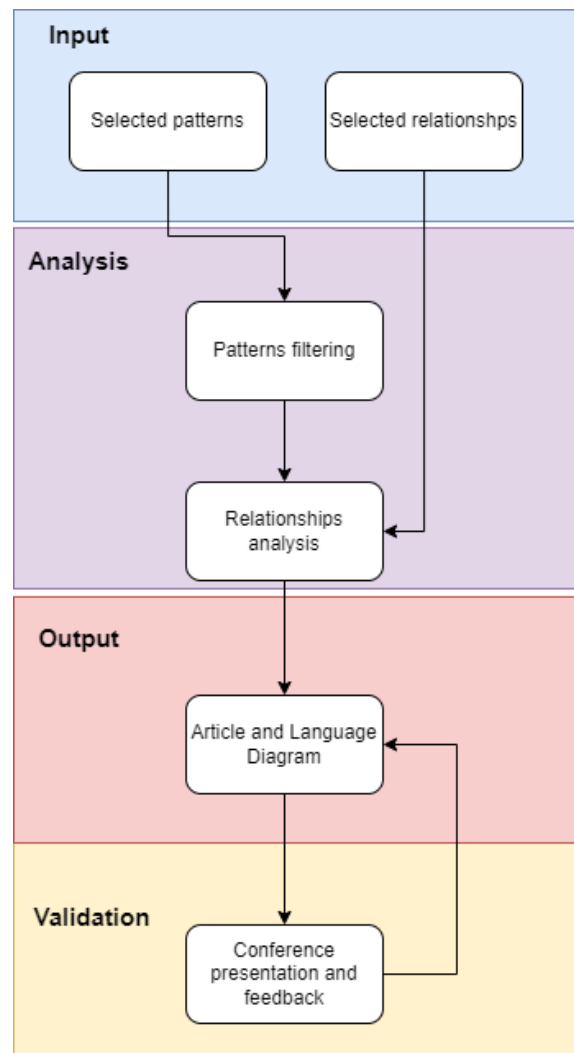 Input
Selected patterns
Selected relationshps
Analysis
Patterns filtering
Relationships
analysis
Output
Article and Language
Diagram
Validation
Conference
presentation and
feedback